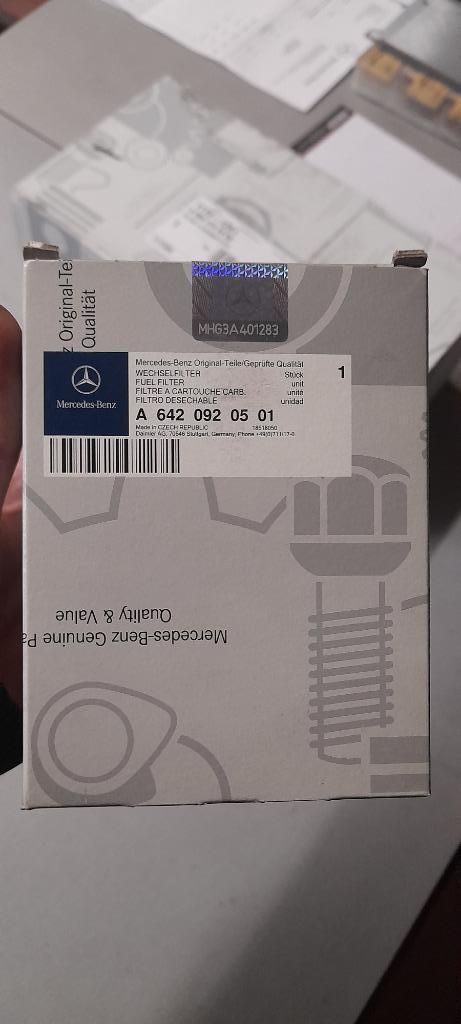 z Original-Te
Qualität
MHG3A401283
Mercedes-Benz
Mercedes-Benz Original-Teile/Geprüfte Qualität
WECHSELFILTER Stück 1
FUEL FILTER unit
FILTRE A CARTOUCHE CARB. unité
FILTRO DESECHABLE unidad
A 642 092 05 01
Made in CZECH REPUBLIC 18518050
Daimler AG, 70546 Stuttgart, Germany, Phone +49(0)711/17-0
Mercedes-Benz Genuine Pa
Quality & Value